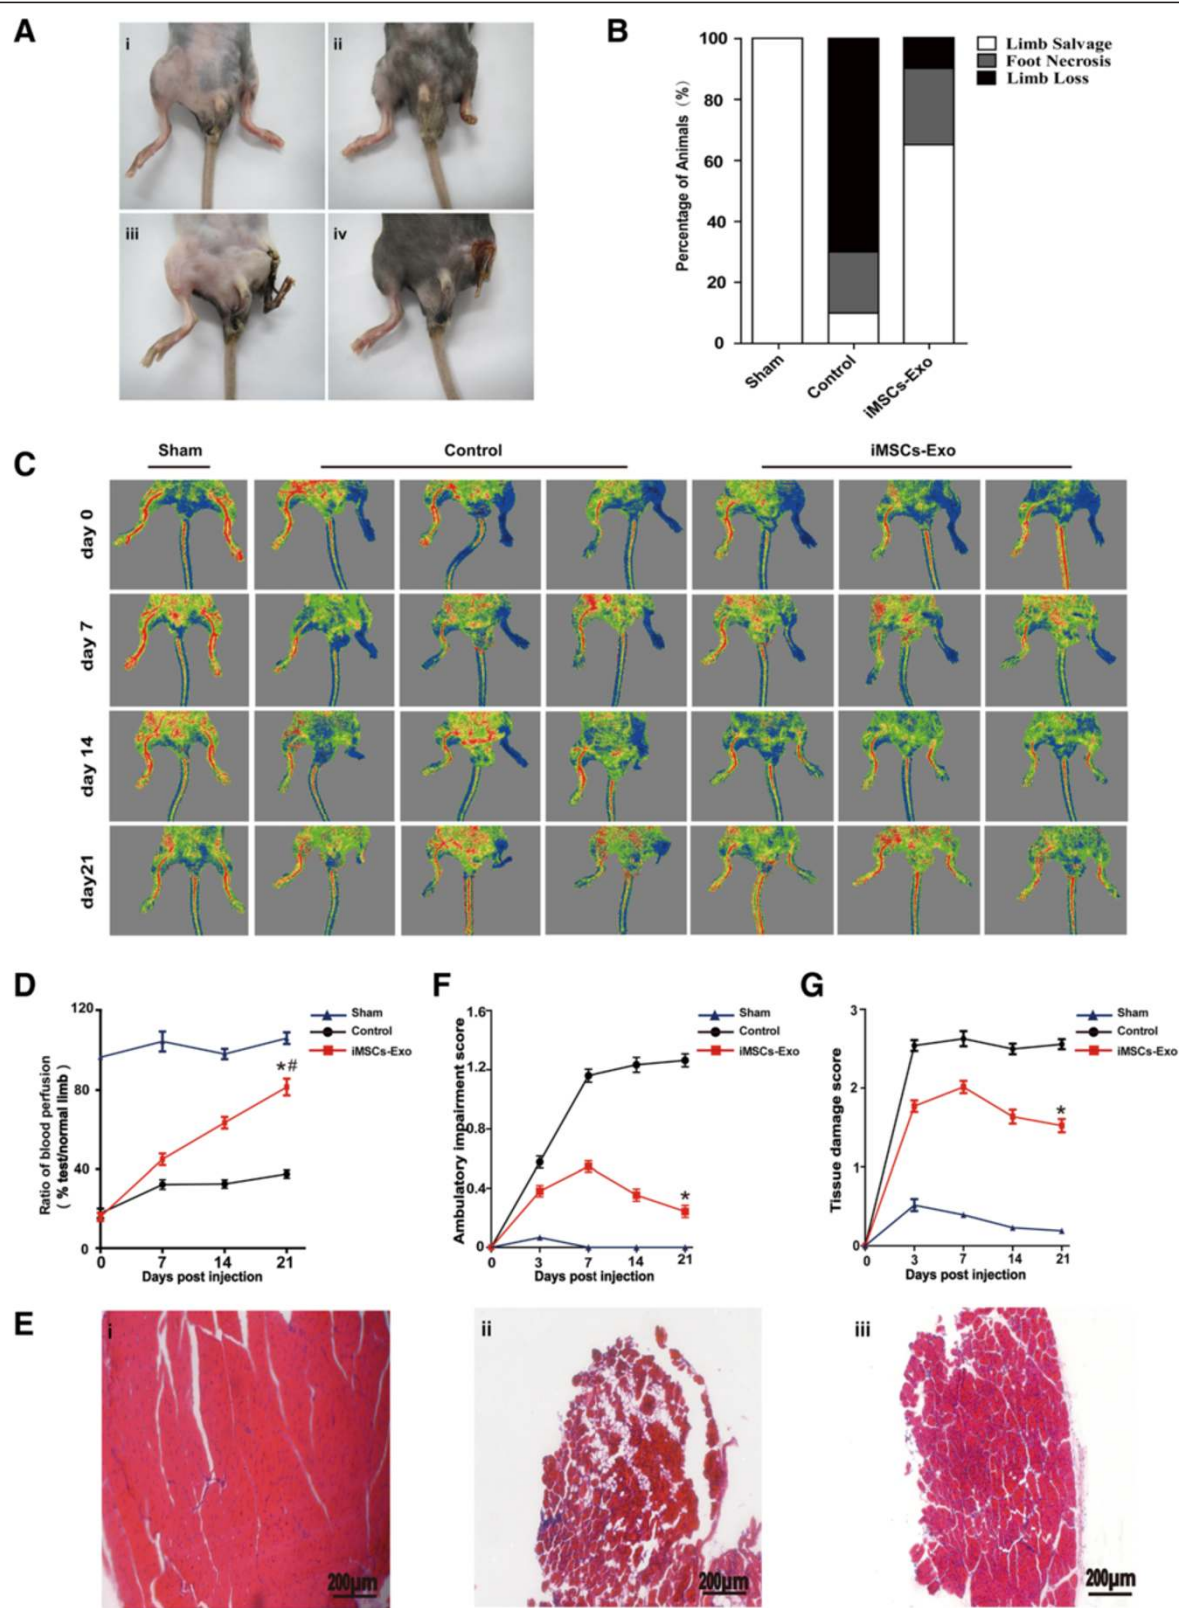 A
i
ii
iii
iv
B
Percentage of Animals (%)
100
80
60
40
20
0
Sham
Control
iMSCs-Exo
Limb Salvage
Foot Necrosis
Limb Loss
C
Sham
Control
iMSCs-Exo
day 0
day 7
day 14
day21
D
Ratio of blood perfusion
( % test/normal limb )
120
80
40
0
0 7 14 21
Days post injection
Sham
Control
iMSCs-Exo
*#
F
Ambulatory impairment score
1.6
1.2
0.8
0.4
0
0 3 7 14 21
Days post injection
Sham
Control
iMSCs-Exo
*
G
Tissue damage score
3
2
1
0
0 3 7 14 21
Days post injection
Sham
Control
iMSCs-Exo
*
E
i
200μm
ii
200μm
iii
200μm